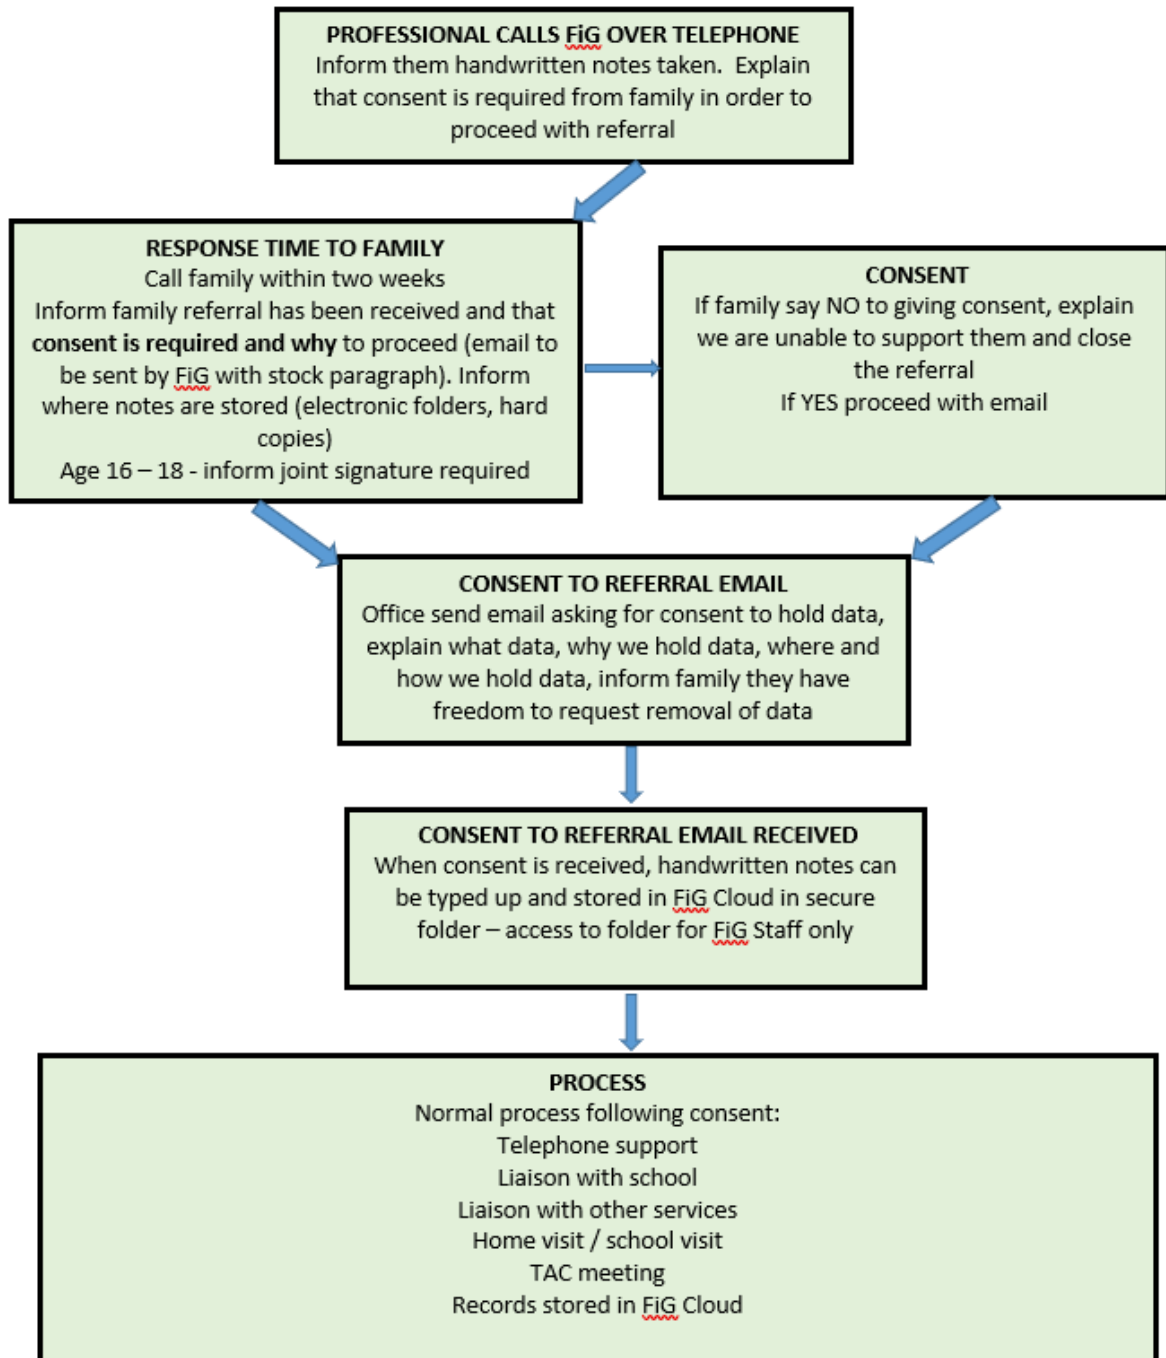 PROFESSIONAL CALLS FiG OVER TELEPHONE
Inform them handwritten notes taken.  Explain
that consent is required from family in order to
proceed with referral
RESPONSE TIME TO FAMILY
Call family within two weeks
Inform family referral has been received and that
consent is required and why to proceed (email to
be sent by FiG with stock paragraph). Inform
where notes are stored (electronic folders, hard
copies)
Age 16 – 18 - inform joint signature required
CONSENT
If family say NO to giving consent, explain
we are unable to support them and close
the referral
If YES proceed with email
CONSENT TO REFERRAL EMAIL
Office send email asking for consent to hold data,
explain what data, why we hold data, where and
how we hold data, inform family they have
freedom to request removal of data
CONSENT TO REFERRAL EMAIL RECEIVED
When consent is received, handwritten notes can
be typed up and stored in FiG Cloud in secure
folder – access to folder for FiG Staff only
PROCESS
Normal process following consent:
Telephone support
Liaison with school
Liaison with other services
Home visit / school visit
TAC meeting
Records stored in FiG Cloud